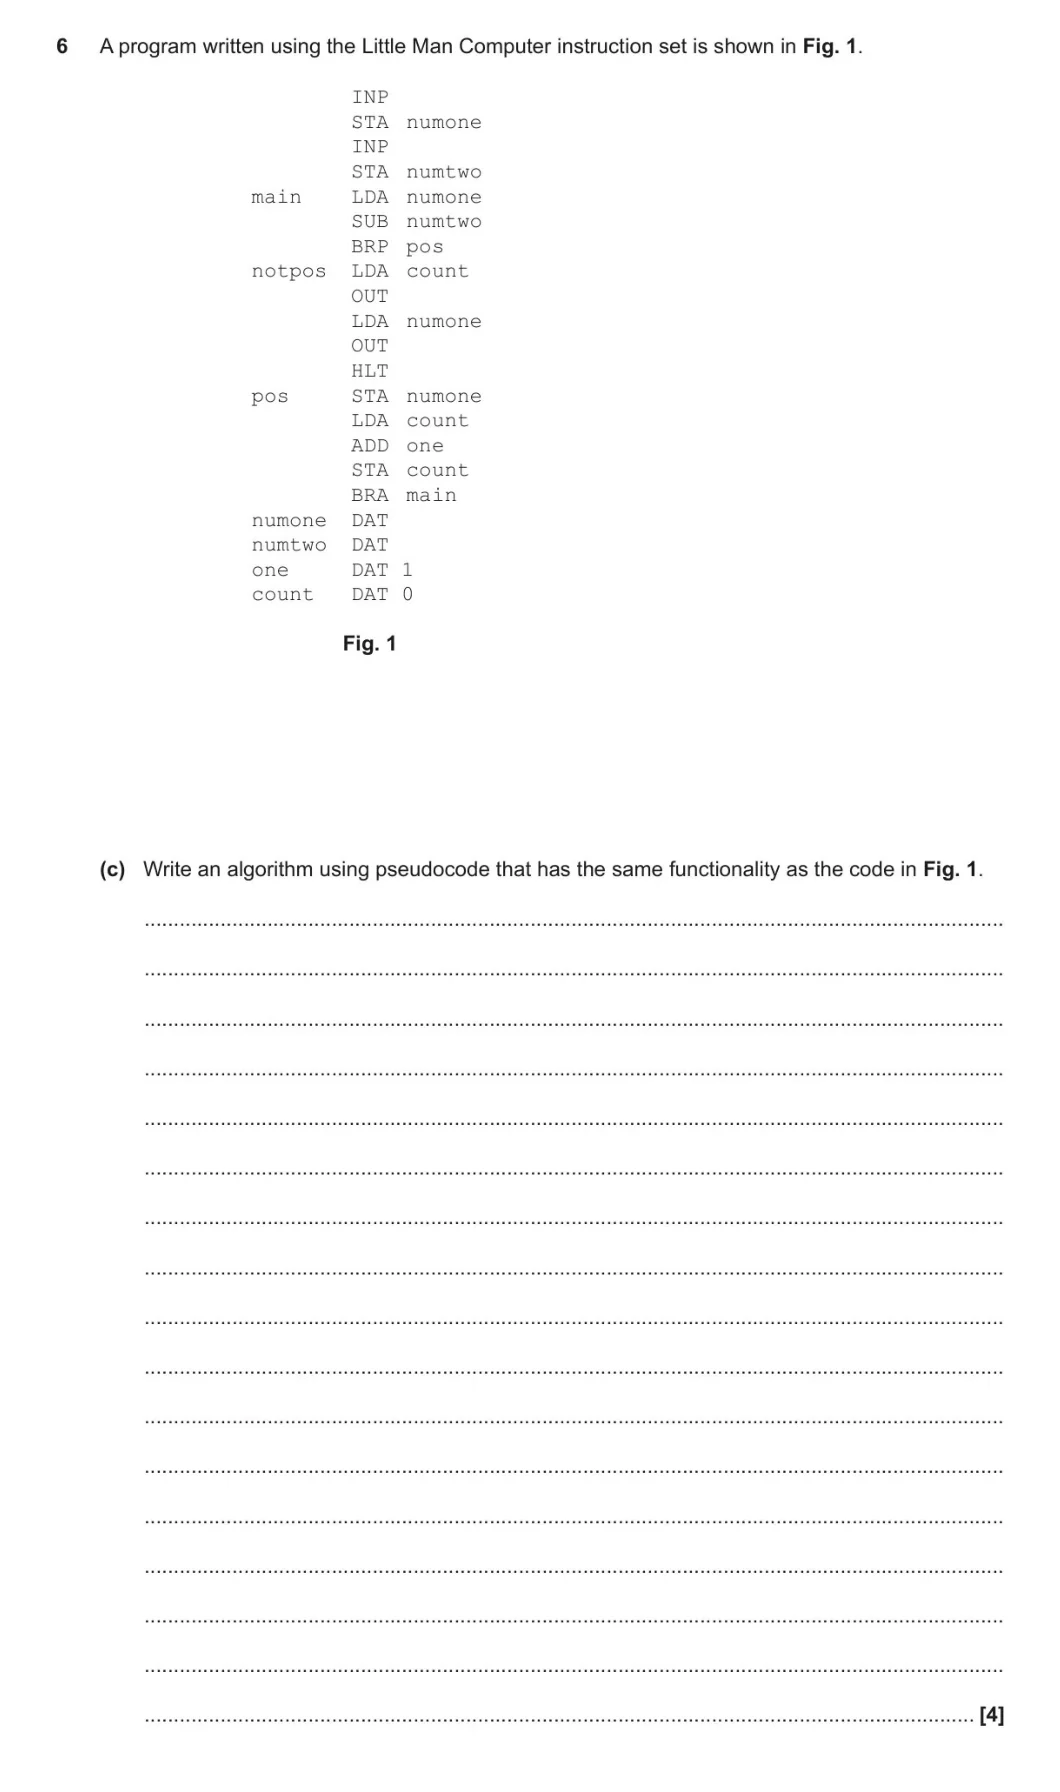 6 A program written using the Little Man Computer instruction set is shown in Fig. 1.
INP
STA numone
INP
STA numtwo
main LDA numone
SUB numtwo
BRP pos
notpos LDA count
OUT
LDA numone
OUT
HLT
pos STA numone
LDA count
ADD one
STA count
BRA main
numone DAT
numtwo DAT
one DAT 1
count DAT 0
Fig. 1
(c) Write an algorithm using pseudocode that has the same functionality as the code in Fig. 1.
[4]